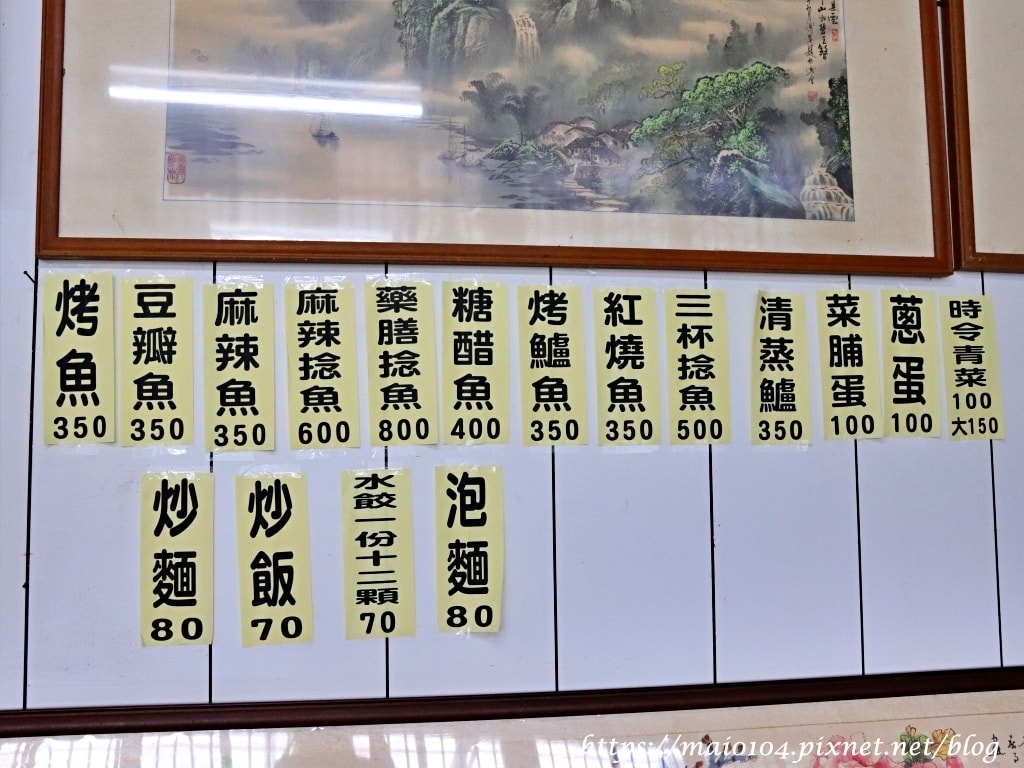 烤魚
350
豆瓣魚
350
麻辣魚
350
麻辣捻魚
600
藥膳捻魚
800
糖醋魚
400
烤鱸魚
350
紅燒魚
350
三杯捻魚
500
清蒸鱸
350
菜脯蛋
100
蔥蛋
100
時令青菜
100
大150
炒麵
80
炒飯
70
水餃一份十二顆
70
泡麵
80
https://maio104.pixnet.net/blog